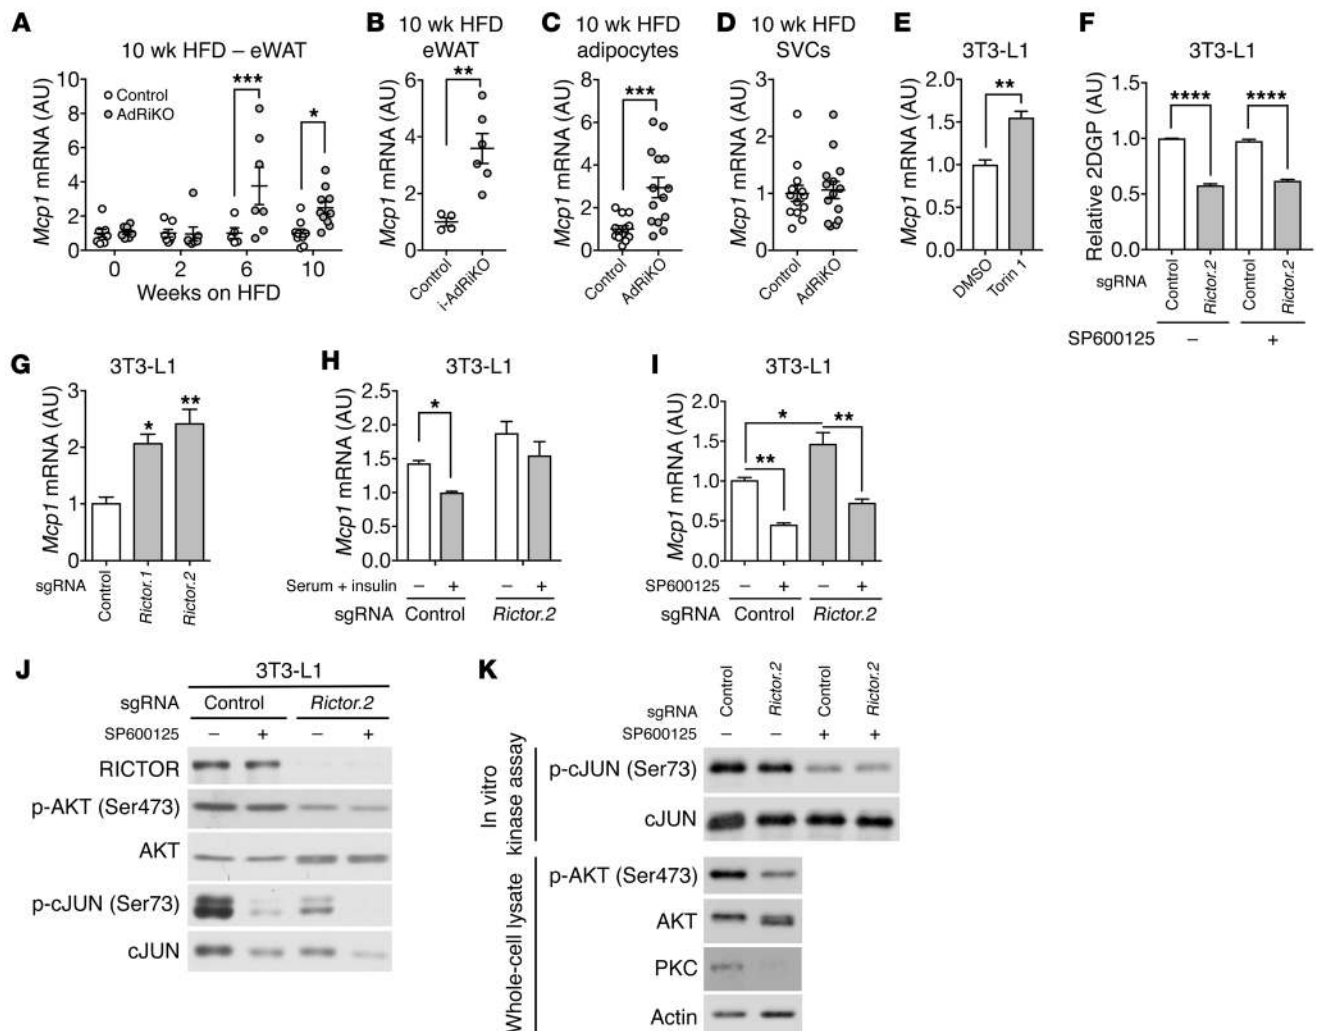 A
10 wk HFD – eWAT
Mcp1 mRNA (AU)
10
8
6
4
2
0
Control
AdRiKO
***
*
0 2 6 10
Weeks on HFD
B
10 wk HFD
eWAT
Mcp1 mRNA (AU)
6
4
2
0
**
Control
i-AdRiKO
C
10 wk HFD
adipocytes
Mcp1 mRNA (AU)
8
6
4
2
0
***
Control
AdRiKO
D
10 wk HFD
SVCs
Mcp1 mRNA (AU)
3
2
1
0
Control
AdRiKO
E
3T3-L1
Mcp1 mRNA (AU)
2.0
1.5
1.0
0.5
0.0
**
DMSO
Torin 1
F
3T3-L1
Relative 2DGP (AU)
1.5
1.0
0.5
0.0
**** ****
sgRNA
Control
Rictor.2
Control
Rictor.2
SP600125 – +
G
3T3-L1
Mcp1 mRNA (AU)
3
2
1
0
*
**
sgRNA
Control
Rictor.1
Rictor.2
H
3T3-L1
Mcp1 mRNA (AU)
2.5
2.0
1.5
1.0
0.5
0.0
*
Serum + insulin – + – +
sgRNA Control Rictor.2
I
3T3-L1
Mcp1 mRNA (AU)
2.0
1.5
1.0
0.5
0.0
*
**
**
SP600125 – + – +
sgRNA Control Rictor.2
J
3T3-L1
sgRNA Control Rictor.2
SP600125 – + – +
RICTOR
p-AKT (Ser473)
AKT
p-cJUN (Ser73)
cJUN
K
sgRNA
Control
Rictor.2
Control
Rictor.2
SP600125 – – + +
In vitro
kinase assay
p-cJUN (Ser73)
cJUN
Whole-cell lysate
p-AKT (Ser473)
AKT
PKC
Actin